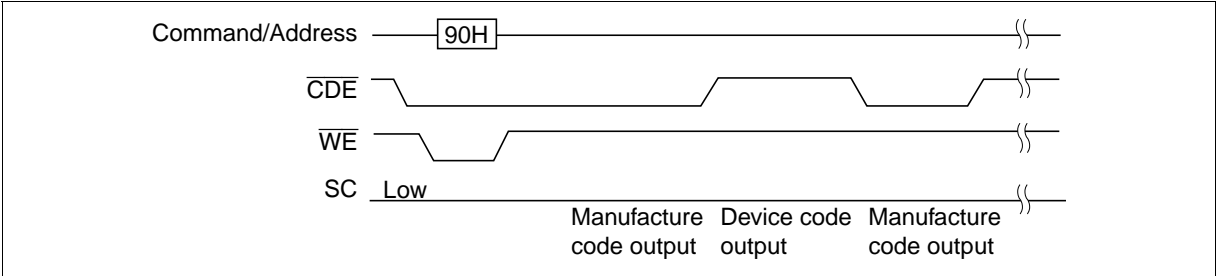 Command/Address 90H
CDE
WE
SC Low
Manufacture code output
Device code output
Manufacture code output